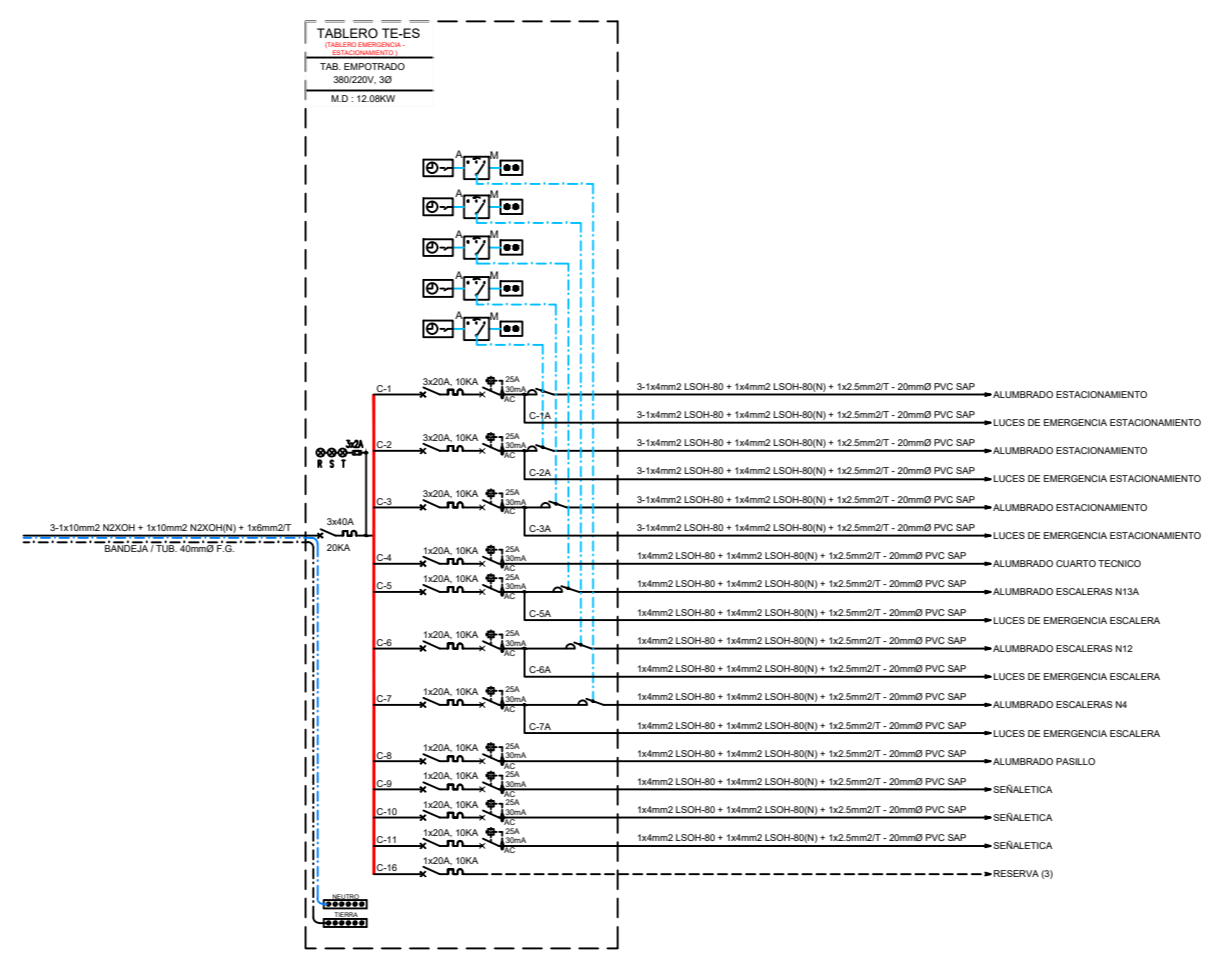 TABLERO TE-ES
(TABLERO EMERGENCIA -
ESTACIONAMIENTO )
TAB. EMPOTRADO
380/220V, 3Ø
M.D : 12.08KW
A M
A M
A M
A M
A M
C-1 3x20A, 10KA 25A 30mA AC 3-1x4mm2 LSOH-80 + 1x4mm2 LSOH-80(N) + 1x2.5mm2/T - 20mmØ PVC SAP ALUMBRADO ESTACIONAMIENTO
C-1A 3-1x4mm2 LSOH-80 + 1x4mm2 LSOH-80(N) + 1x2.5mm2/T - 20mmØ PVC SAP LUCES DE EMERGENCIA ESTACIONAMIENTO
C-2 3x20A, 10KA 25A 30mA AC 3-1x4mm2 LSOH-80 + 1x4mm2 LSOH-80(N) + 1x2.5mm2/T - 20mmØ PVC SAP ALUMBRADO ESTACIONAMIENTO
3x2A
R S T
C-2A 3-1x4mm2 LSOH-80 + 1x4mm2 LSOH-80(N) + 1x2.5mm2/T - 20mmØ PVC SAP LUCES DE EMERGENCIA ESTACIONAMIENTO
C-3 3x20A, 10KA 25A 30mA AC 3-1x4mm2 LSOH-80 + 1x4mm2 LSOH-80(N) + 1x2.5mm2/T - 20mmØ PVC SAP ALUMBRADO ESTACIONAMIENTO
C-3A 3-1x4mm2 LSOH-80 + 1x4mm2 LSOH-80(N) + 1x2.5mm2/T - 20mmØ PVC SAP LUCES DE EMERGENCIA ESTACIONAMIENTO
3-1x10mm2 N2XOH + 1x10mm2 N2XOH(N) + 1x6mm2/T
BANDEJA / TUB. 40mmØ F.G.
3x40A
20KA
C-4 1x20A, 10KA 25A 30mA AC 1x4mm2 LSOH-80 + 1x4mm2 LSOH-80(N) + 1x2.5mm2/T - 20mmØ PVC SAP ALUMBRADO CUARTO TECNICO
C-5 1x20A, 10KA 25A 30mA AC 1x4mm2 LSOH-80 + 1x4mm2 LSOH-80(N) + 1x2.5mm2/T - 20mmØ PVC SAP ALUMBRADO ESCALERAS N13A
C-5A 1x4mm2 LSOH-80 + 1x4mm2 LSOH-80(N) + 1x2.5mm2/T - 20mmØ PVC SAP LUCES DE EMERGENCIA ESCALERA
C-6 1x20A, 10KA 25A 30mA AC 1x4mm2 LSOH-80 + 1x4mm2 LSOH-80(N) + 1x2.5mm2/T - 20mmØ PVC SAP ALUMBRADO ESCALERAS N12
C-6A 1x4mm2 LSOH-80 + 1x4mm2 LSOH-80(N) + 1x2.5mm2/T - 20mmØ PVC SAP LUCES DE EMERGENCIA ESCALERA
C-7 1x20A, 10KA 25A 30mA AC 1x4mm2 LSOH-80 + 1x4mm2 LSOH-80(N) + 1x2.5mm2/T - 20mmØ PVC SAP ALUMBRADO ESCALERAS N4
C-7A 1x4mm2 LSOH-80 + 1x4mm2 LSOH-80(N) + 1x2.5mm2/T - 20mmØ PVC SAP LUCES DE EMERGENCIA ESCALERA
C-8 1x20A, 10KA 25A 30mA AC 1x4mm2 LSOH-80 + 1x4mm2 LSOH-80(N) + 1x2.5mm2/T - 20mmØ PVC SAP ALUMBRADO PASILLO
C-9 1x20A, 10KA 25A 30mA AC 1x4mm2 LSOH-80 + 1x4mm2 LSOH-80(N) + 1x2.5mm2/T - 20mmØ PVC SAP SEÑALETICA
C-10 1x20A, 10KA 25A 30mA AC 1x4mm2 LSOH-80 + 1x4mm2 LSOH-80(N) + 1x2.5mm2/T - 20mmØ PVC SAP SEÑALETICA
C-11 1x20A, 10KA 25A 30mA AC 1x4mm2 LSOH-80 + 1x4mm2 LSOH-80(N) + 1x2.5mm2/T - 20mmØ PVC SAP SEÑALETICA
C-16 1x20A, 10KA RESERVA (3)
NEUTRO
TIERRA